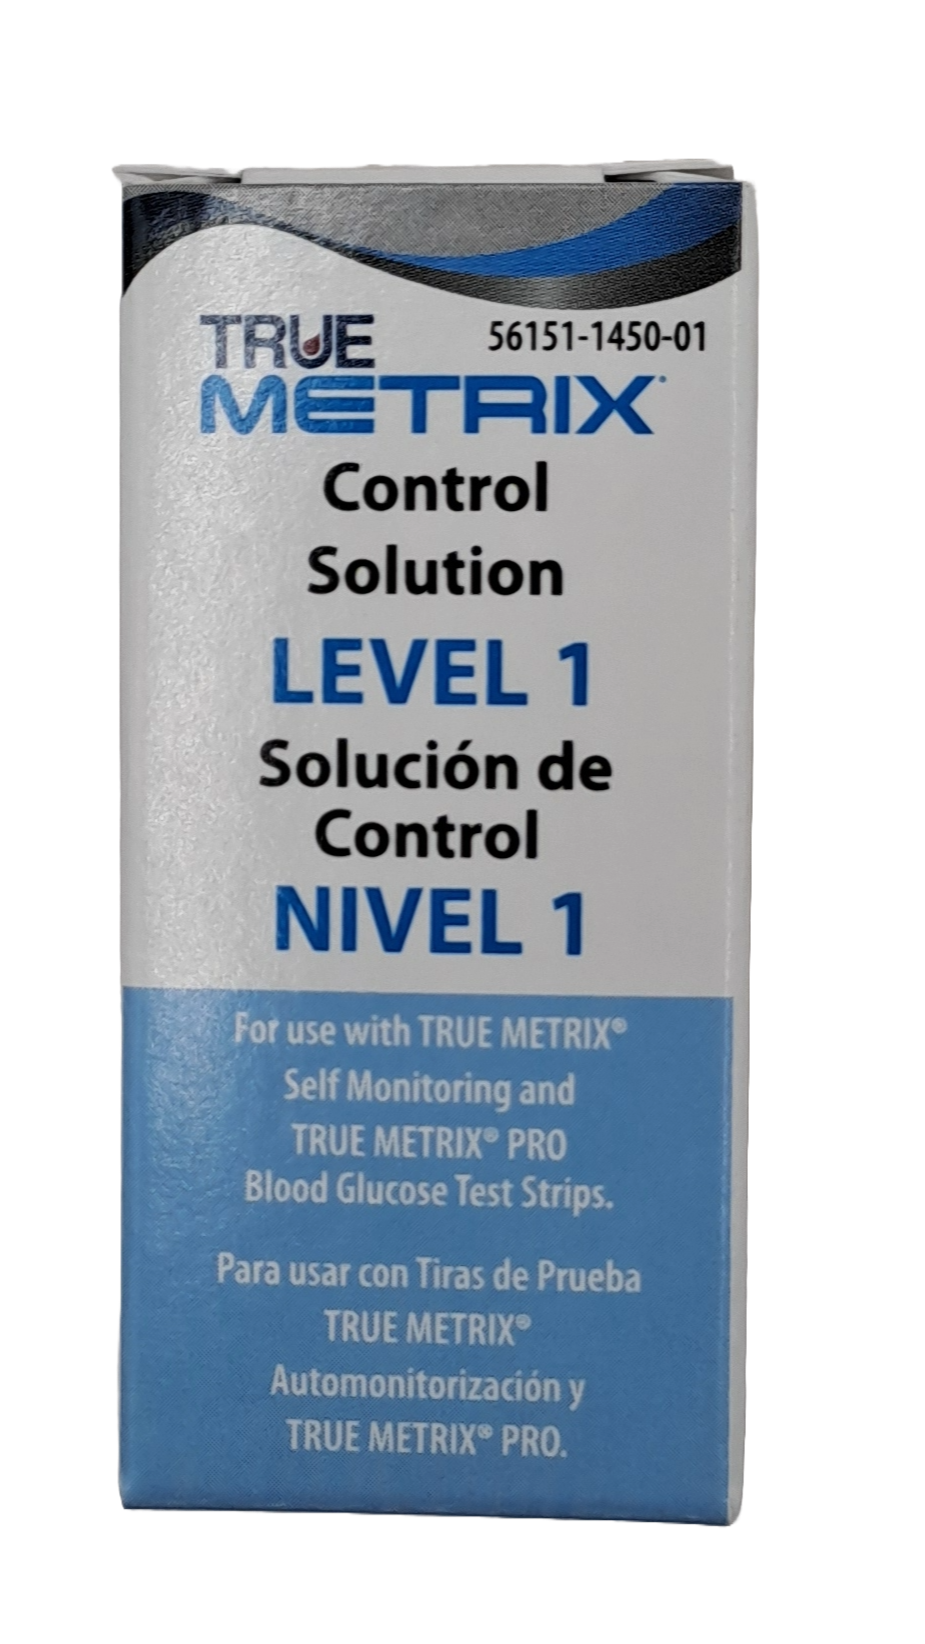 TRUE 56151-1450-01
METRIX®
Control
Solution
LEVEL 1
Solución de
Control
NIVEL 1
For use with TRUE METRIX®
Self Monitoring and
TRUE METRIX® PRO
Blood Glucose Test Strips.
Para usar con Tiras de Prueba
TRUE METRIX®
Automonitorización y
TRUE METRIX® PRO.